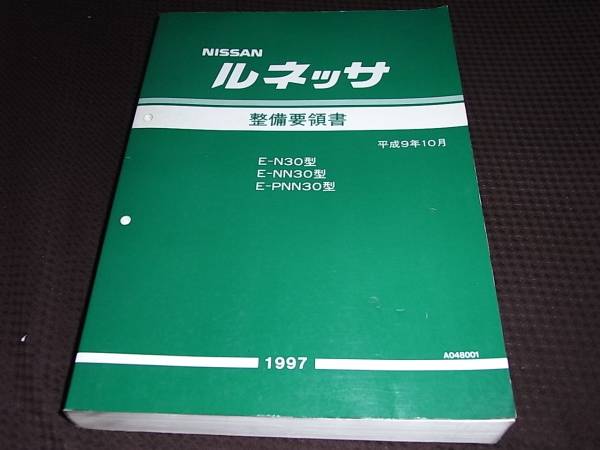 NISSAN
ルネッサ
整備要領書
平成9年10月
E-N30型
E-NN30型
E-PNN30型
1997
A048001